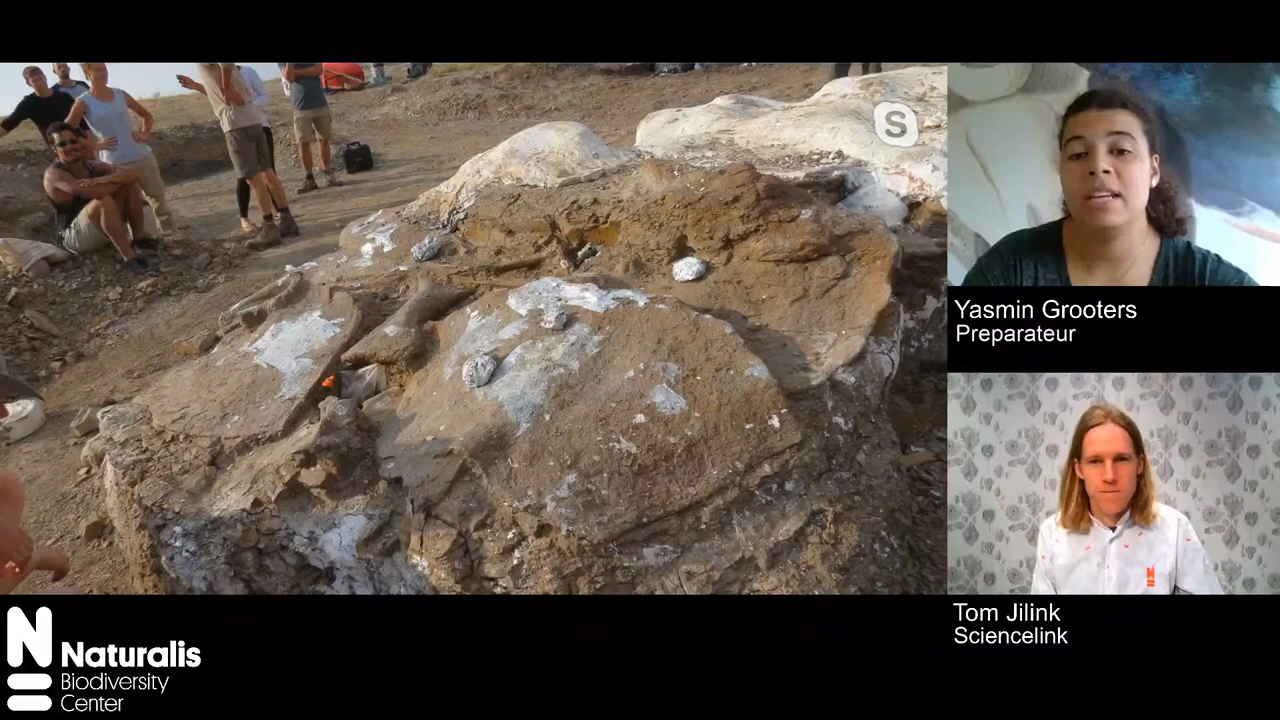 S
Yasmin Grooters
Preparateur
Tom Jilink
Sciencelink
N
Naturalis
Biodiversity
Center